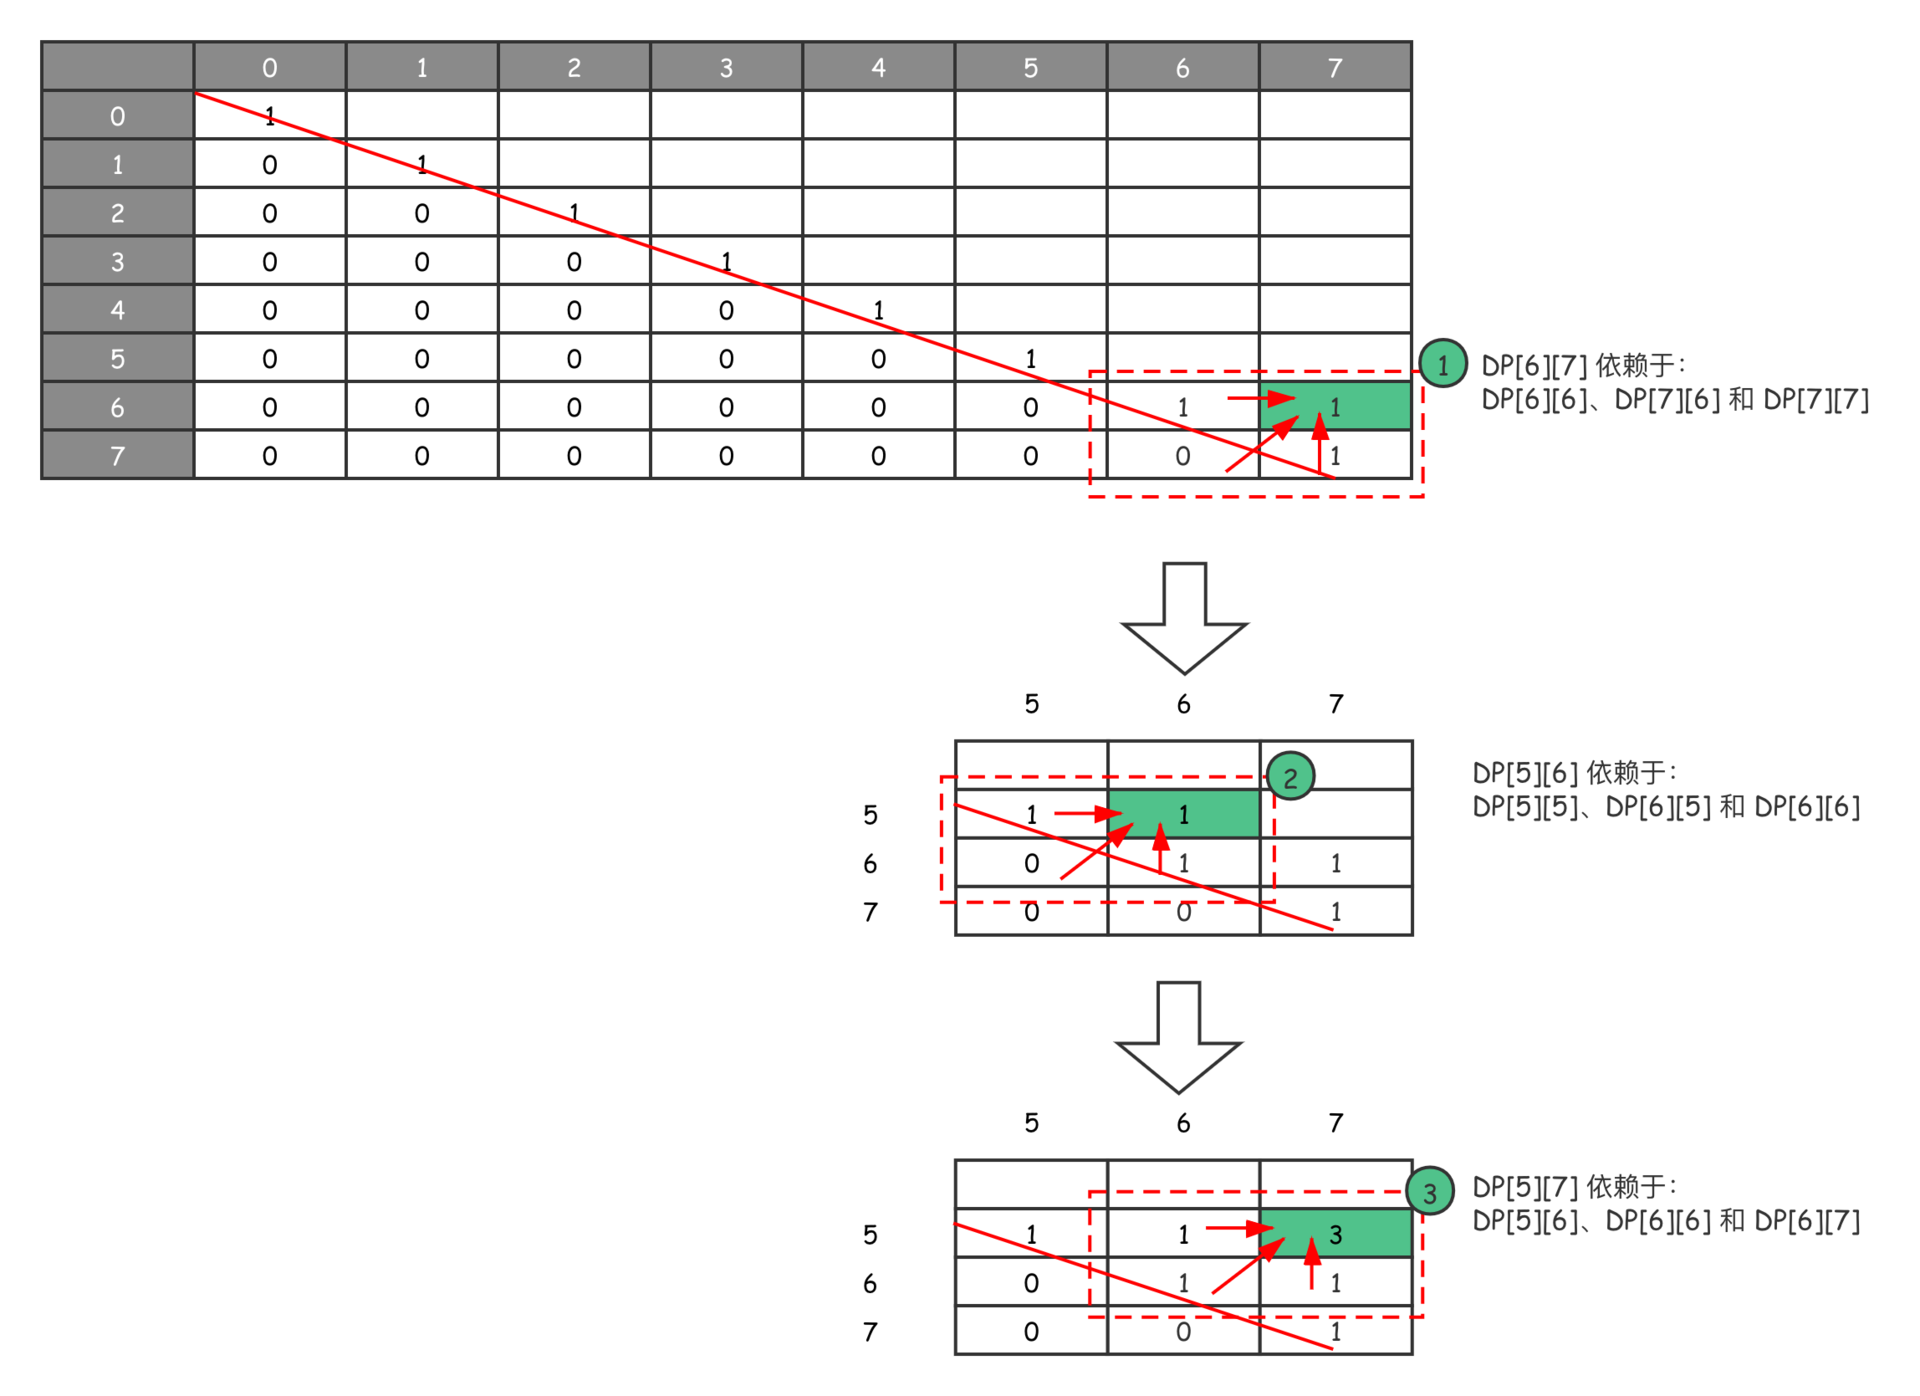 0 1 2 3 4 5 6 7
0 1
1 0 1
2 0 0 1
3 0 0 0 1
4 0 0 0 0 1
5 0 0 0 0 0 1
6 0 0 0 0 0 0 1 1
7 0 0 0 0 0 0 0 1
1
DP[6][7] 依赖于：
DP[6][6]、DP[7][6] 和 DP[7][7]
5 6 7
5 1 1
6 0 1 1
7 0 0 1
2
DP[5][6] 依赖于：
DP[5][5]、DP[6][5] 和 DP[6][6]
5 6 7
5 1 1 3
6 0 1 1
7 0 0 1
3
DP[5][7] 依赖于：
DP[5][6]、DP[6][6] 和 DP[6][7]